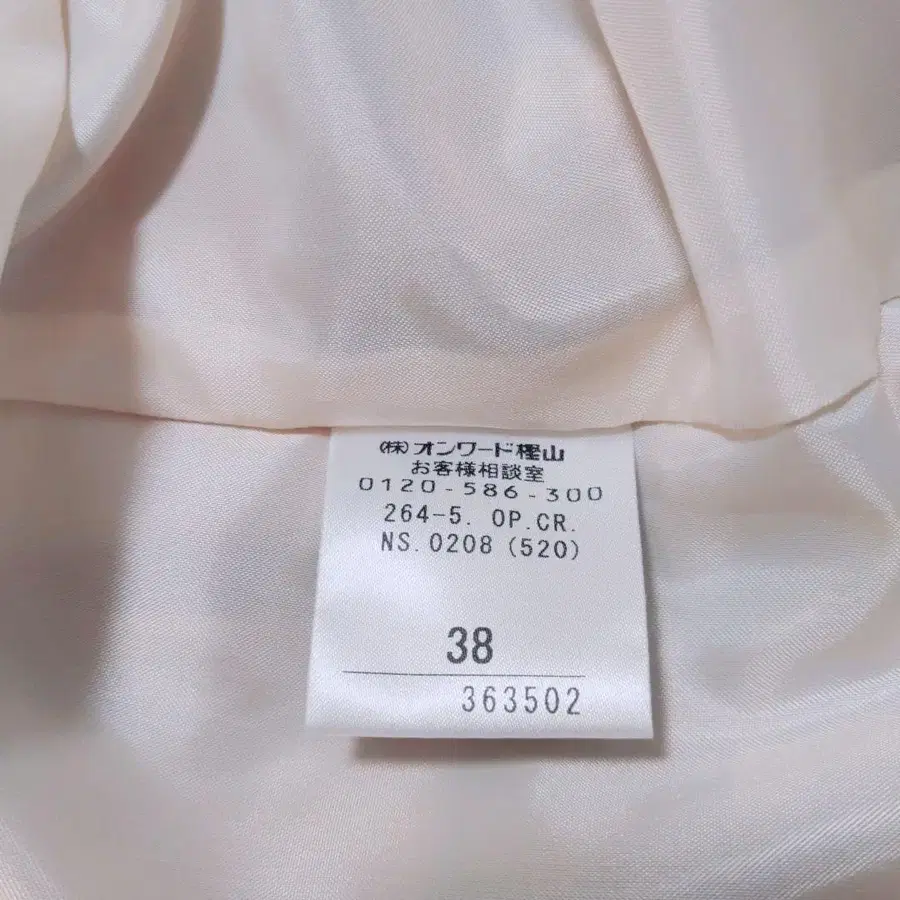 ㈱オンワード樫山
お客様相談室
0120-586-300
264-5. OP.CR.
NS.0208 (520)
38
363502